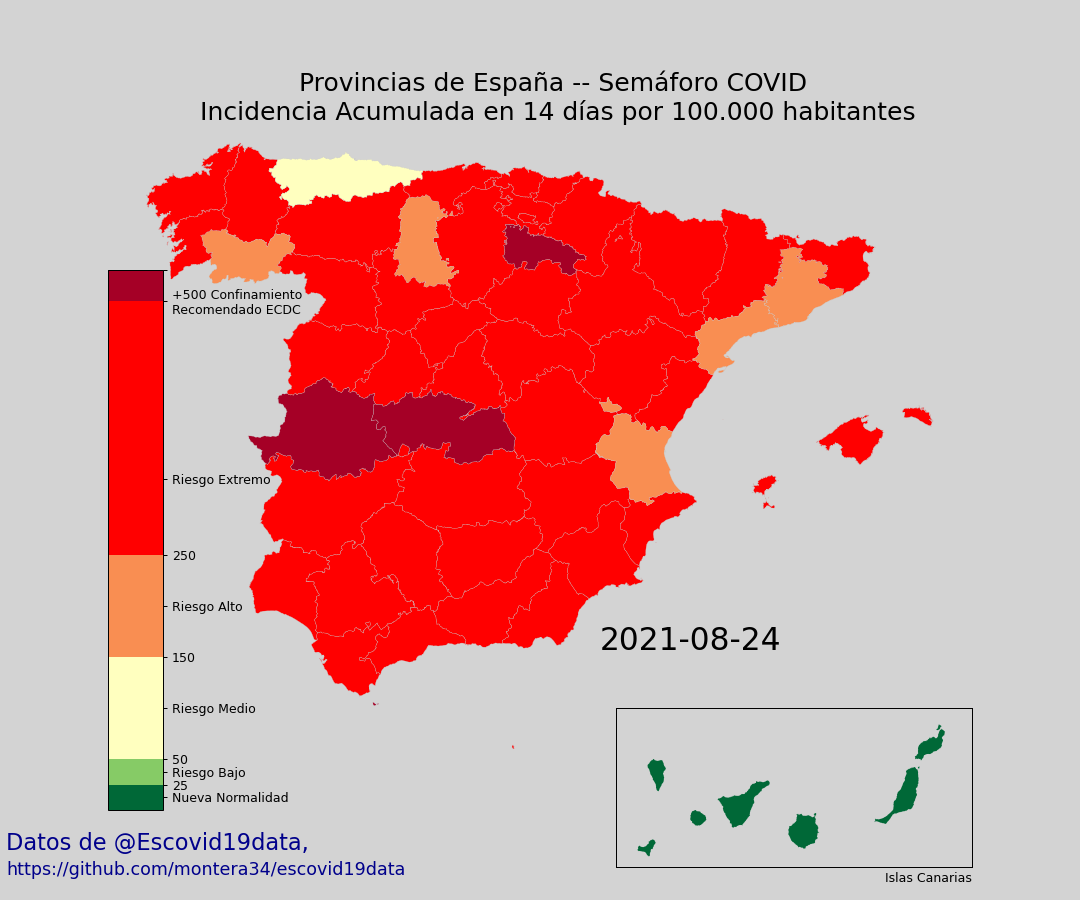 Provincias de España -- Semáforo COVID
Incidencia Acumulada en 14 días por 100.000 habitantes
+500 Confinamiento
Recomendado ECDC
Riesgo Extremo
250
Riesgo Alto
150
Riesgo Medio
50
Riesgo Bajo
25
Nueva Normalidad
2021-08-24
Islas Canarias
Datos de @Escovid19data,
https://github.com/montera34/escovid19data